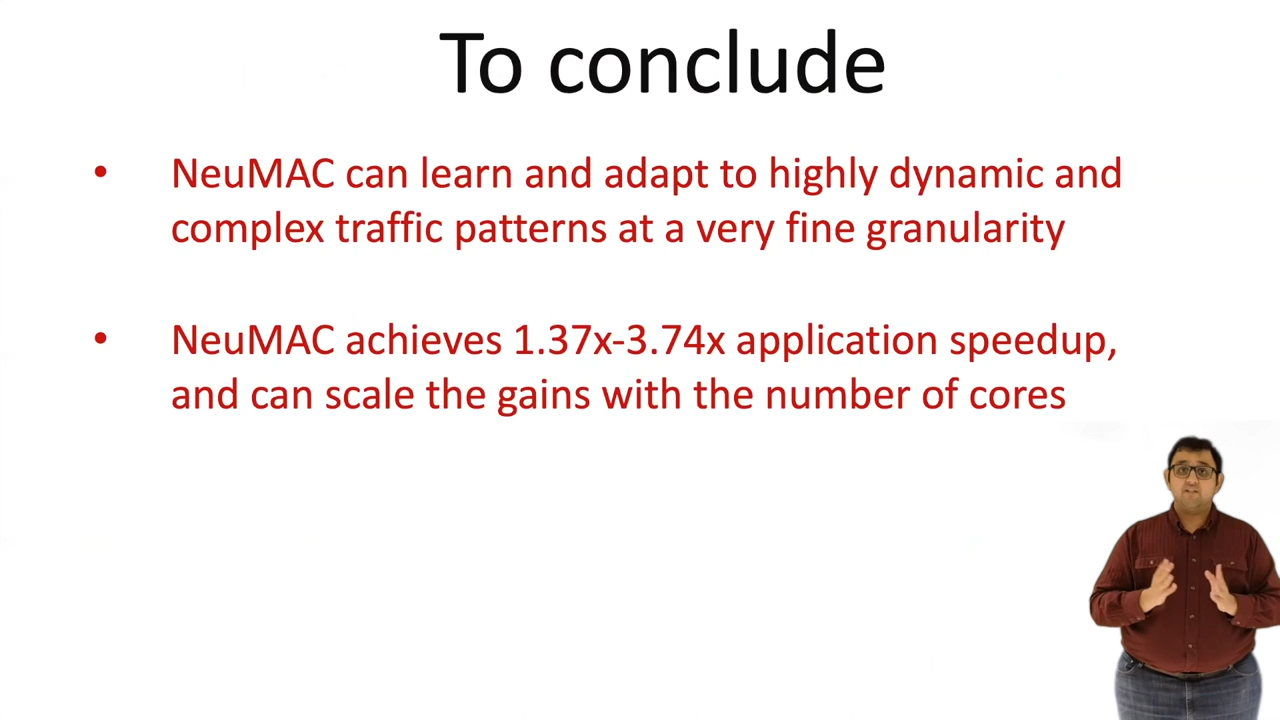 To conclude
• NeuMAC can learn and adapt to highly dynamic and
complex traffic patterns at a very fine granularity
• NeuMAC achieves 1.37x-3.74x application speedup,
and can scale the gains with the number of cores